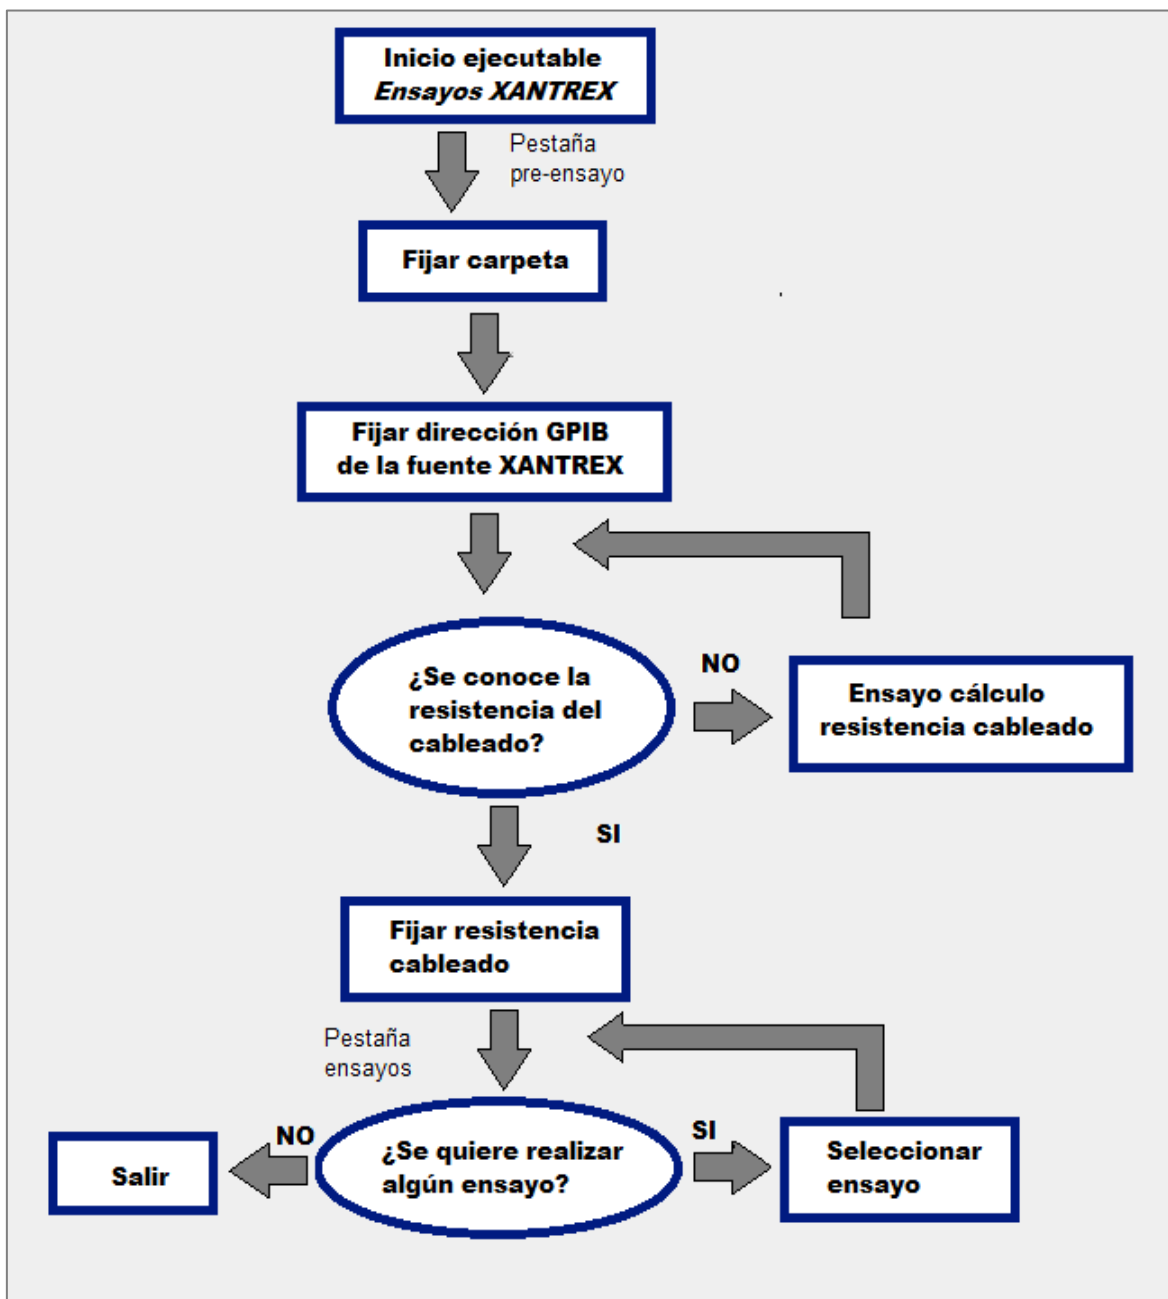 Inicio ejecutable
Ensayos XANTREX
Pestaña
pre-ensayo
Fijar carpeta
Fijar dirección GPIB
de la fuente XANTREX
¿Se conoce la
resistencia del
cableado?
NO
Ensayo cálculo
resistencia cableado
SI
Fijar resistencia
cableado
Pestaña
ensayos
¿Se quiere realizar
algún ensayo?
NO
Salir
SI
Seleccionar
ensayo